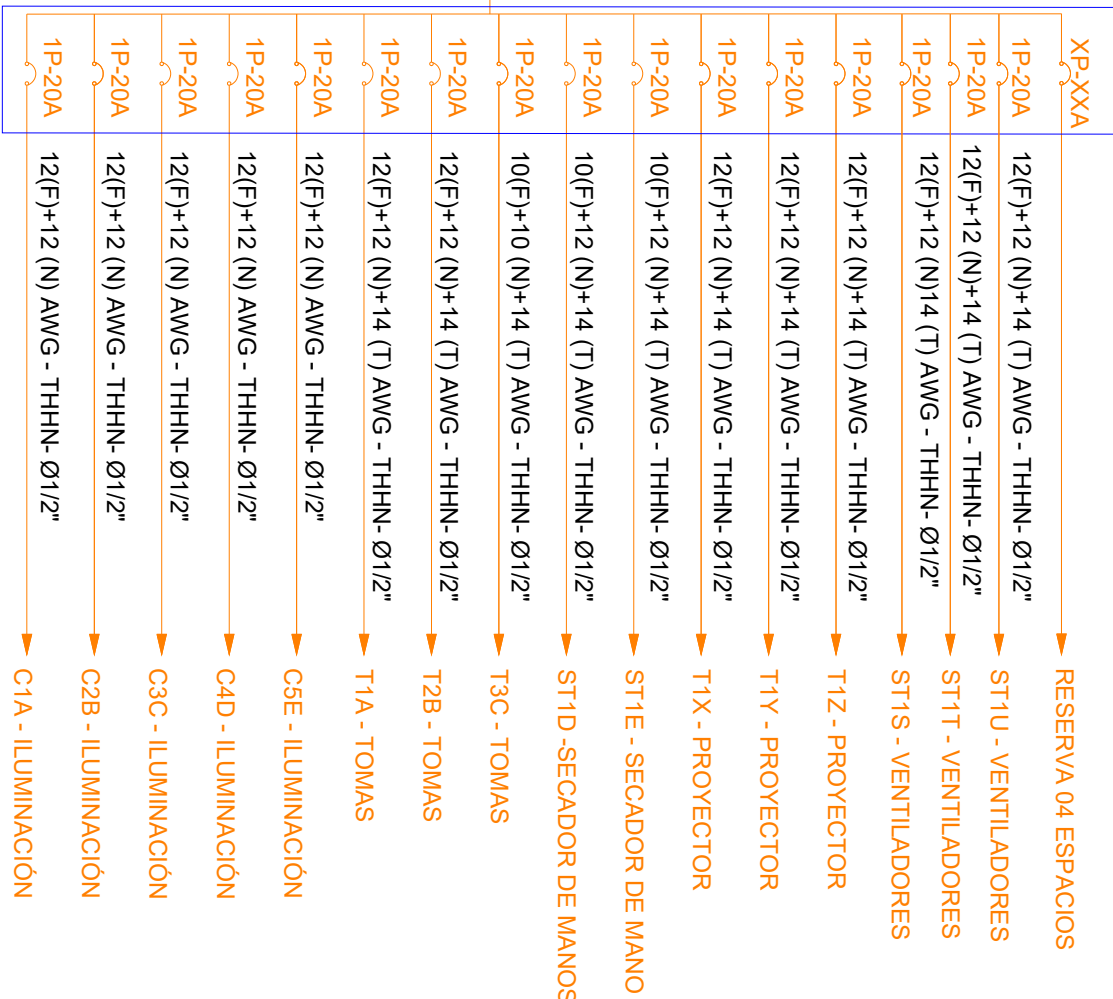 XP-XXA RESERVA 04 ESPACIOS
1P-20A 12(F)+12 (N)+14 (T) AWG - THHN- Ø1/2" ST1U - VENTILADORES
1P-20A 12(F)+12 (N)+14 (T) AWG - THHN- Ø1/2" ST1T - VENTILADORES
1P-20A 12(F)+12 (N)14 (T) AWG - THHN- Ø1/2" ST1S - VENTILADORES
1P-20A 12(F)+12 (N)+14 (T) AWG - THHN- Ø1/2" T1Z - PROYECTOR
1P-20A 12(F)+12 (N)+14 (T) AWG - THHN- Ø1/2" T1Y - PROYECTOR
1P-20A 12(F)+12 (N)+14 (T) AWG - THHN- Ø1/2" T1X - PROYECTOR
1P-20A 10(F)+12 (N)+14 (T) AWG - THHN- Ø1/2" ST1E - SECADOR DE MANO
1P-20A 10(F)+12 (N)+14 (T) AWG - THHN- Ø1/2" ST1D -SECADOR DE MANOS
1P-20A 10(F)+10 (N)+14 (T) AWG - THHN- Ø1/2" T3C - TOMAS
1P-20A 12(F)+12 (N)+14 (T) AWG - THHN- Ø1/2" T2B - TOMAS
1P-20A 12(F)+12 (N)+14 (T) AWG - THHN- Ø1/2" T1A - TOMAS
1P-20A 12(F)+12 (N) AWG - THHN- Ø1/2" C5E - ILUMINACIÓN
1P-20A 12(F)+12 (N) AWG - THHN- Ø1/2" C4D - ILUMINACIÓN
1P-20A 12(F)+12 (N) AWG - THHN- Ø1/2" C3C - ILUMINACIÓN
1P-20A 12(F)+12 (N) AWG - THHN- Ø1/2" C2B - ILUMINACIÓN
1P-20A 12(F)+12 (N) AWG - THHN- Ø1/2" C1A - ILUMINACIÓN